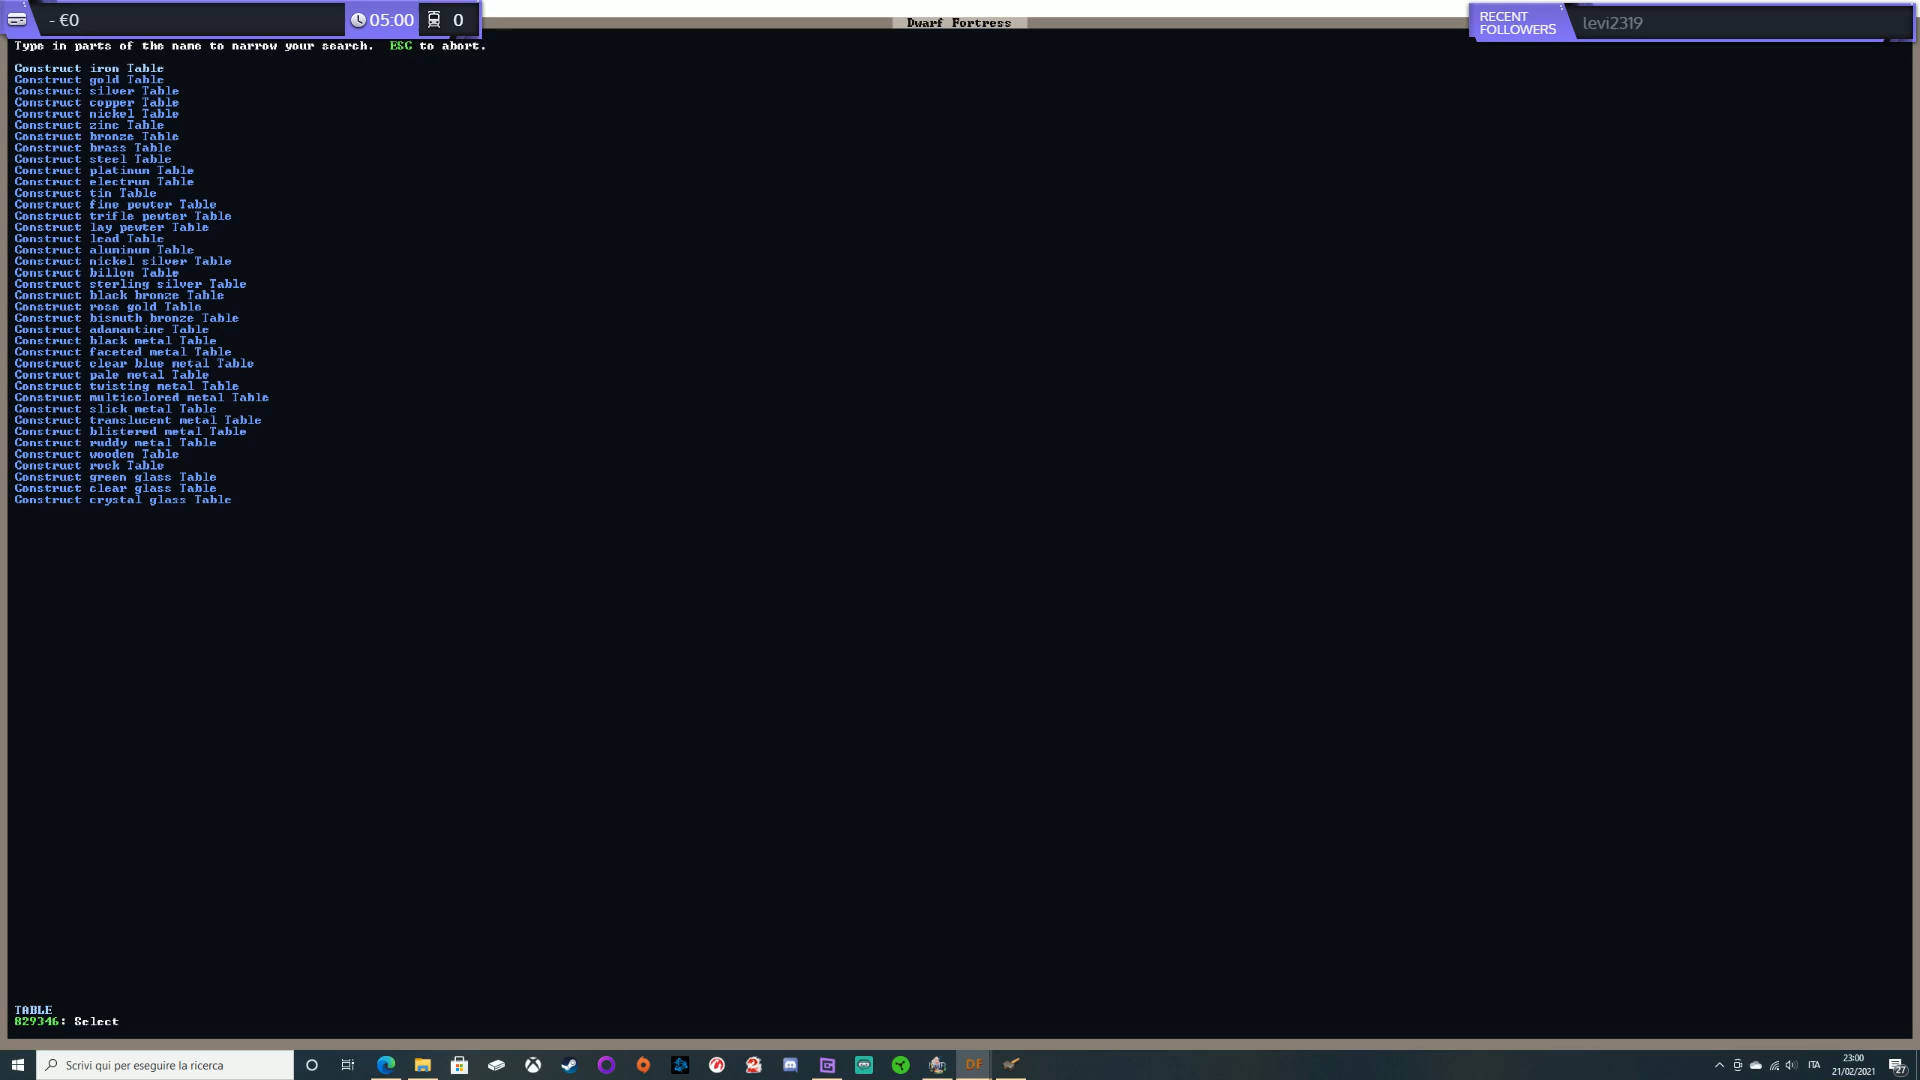 - €0
05:00
0
Dwarf Fortress
RECENT
FOLLOWERS
levi2319
Type in parts of the name to narrow your search. ESC to abort.
Construct iron Table
Construct gold Table
Construct silver Table
Construct copper Table
Construct nickel Table
Construct zinc Table
Construct bronze Table
Construct brass Table
Construct steel Table
Construct platinum Table
Construct electrum Table
Construct tin Table
Construct fine pewter Table
Construct trifle pewter Table
Construct lay pewter Table
Construct lead Table
Construct aluminum Table
Construct nickel silver Table
Construct billon Table
Construct sterling silver Table
Construct black bronze Table
Construct rose gold Table
Construct bismuth bronze Table
Construct adamantine Table
Construct black metal Table
Construct faceted metal Table
Construct clear blue metal Table
Construct pale metal Table
Construct twisting metal Table
Construct multicolored metal Table
Construct slick metal Table
Construct translucent metal Table
Construct blistered metal Table
Construct ruddy metal Table
Construct wooden Table
Construct rock Table
Construct green glass Table
Construct clear glass Table
Construct crystal glass Table
TABLE
829346: Select
Scrivi qui per eseguire la ricerca
DF
ITA
23:00
21/02/2021
27